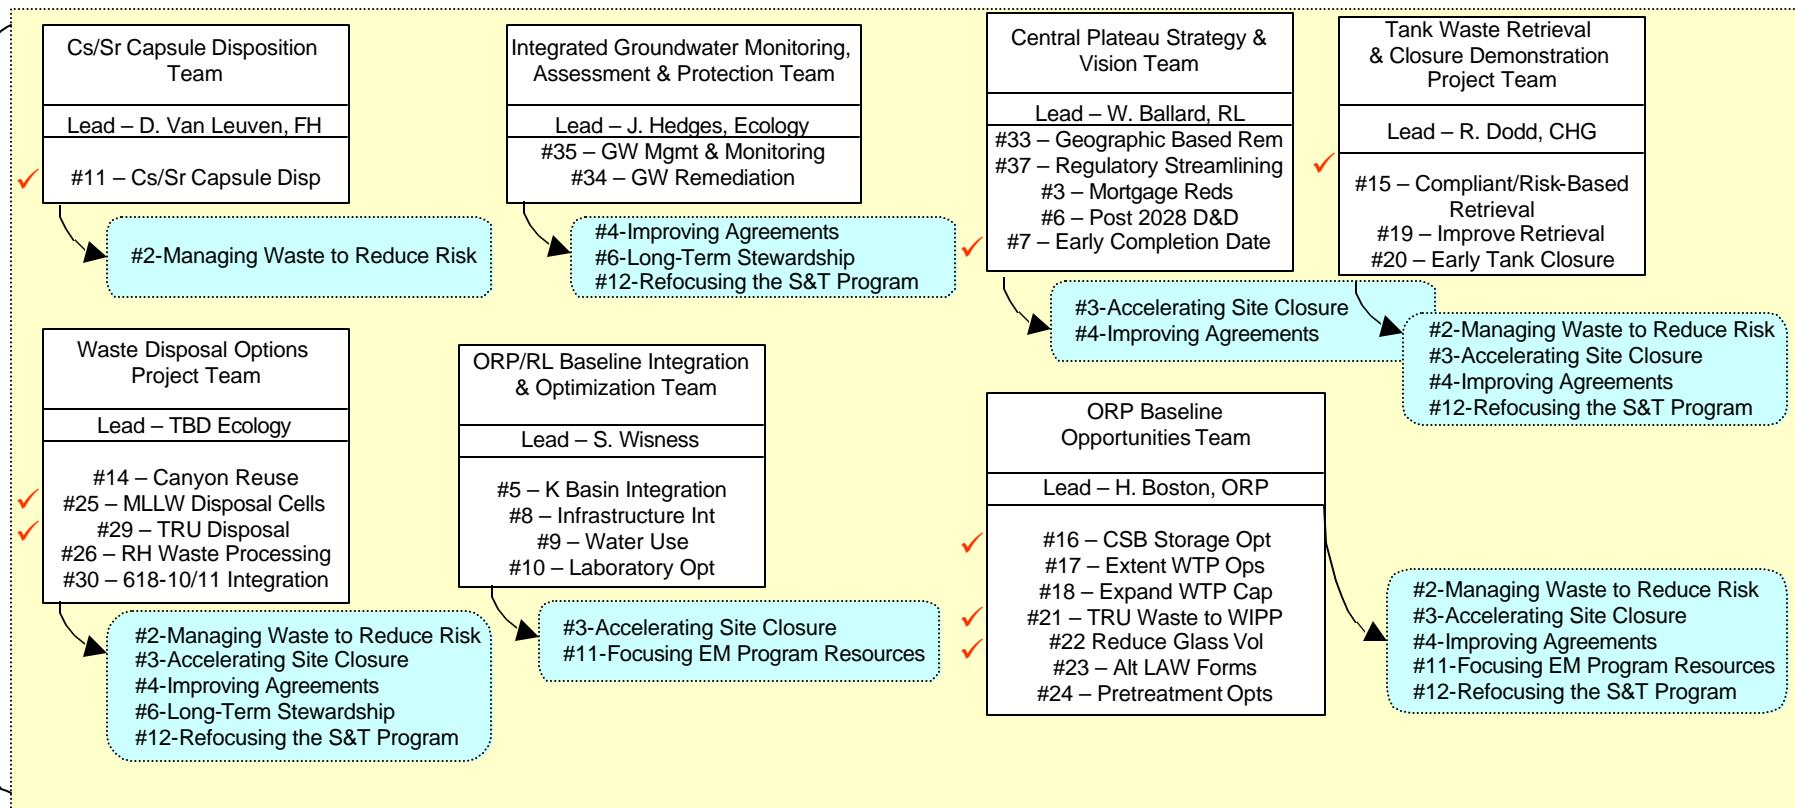 Cs/Sr Capsule Disposition
Team
Lead – D. Van Leuven, FH
#11 – Cs/Sr Capsule Disp
#2-Managing Waste to Reduce Risk
Integrated Groundwater Monitoring,
Assessment & Protection Team
Lead – J. Hedges, Ecology
#35 – GW Mgmt & Monitoring
#34 – GW Remediation
#4-Improving Agreements
#6-Long-Term Stewardship
#12-Refocusing the S&T Program
Central Plateau Strategy &
Vision Team
Lead – W. Ballard, RL
#33 – Geographic Based Rem
#37 – Regulatory Streamlining
#3 – Mortgage Reds
#6 – Post 2028 D&D
#7 – Early Completion Date
#3-Accelerating Site Closure
#4-Improving Agreements
Tank Waste Retrieval
& Closure Demonstration
Project Team
Lead – R. Dodd, CHG
#15 – Compliant/Risk-Based
Retrieval
#19 – Improve Retrieval
#20 – Early Tank Closure
#2-Managing Waste to Reduce Risk
#3-Accelerating Site Closure
#4-Improving Agreements
#12-Refocusing the S&T Program
Waste Disposal Options
Project Team
Lead – TBD Ecology
#14 – Canyon Reuse
#25 – MLLW Disposal Cells
#29 – TRU Disposal
#26 – RH Waste Processing
#30 – 618-10/11 Integration
#2-Managing Waste to Reduce Risk
#3-Accelerating Site Closure
#4-Improving Agreements
#6-Long-Term Stewardship
#12-Refocusing the S&T Program
ORP/RL Baseline Integration
& Optimization Team
Lead – S. Wisness
#5 – K Basin Integration
#8 – Infrastructure Int
#9 – Water Use
#10 – Laboratory Opt
#3-Accelerating Site Closure
#11-Focusing EM Program Resources
ORP Baseline
Opportunities Team
Lead – H. Boston, ORP
#16 – CSB Storage Opt
#17 – Extent WTP Ops
#18 – Expand WTP Cap
#21 – TRU Waste to WIPP
#22 Reduce Glass Vol
#23 – Alt LAW Forms
#24 – Pretreatment Opts
#2-Managing Waste to Reduce Risk
#3-Accelerating Site Closure
#4-Improving Agreements
#11-Focusing EM Program Resources
#12-Refocusing the S&T Program